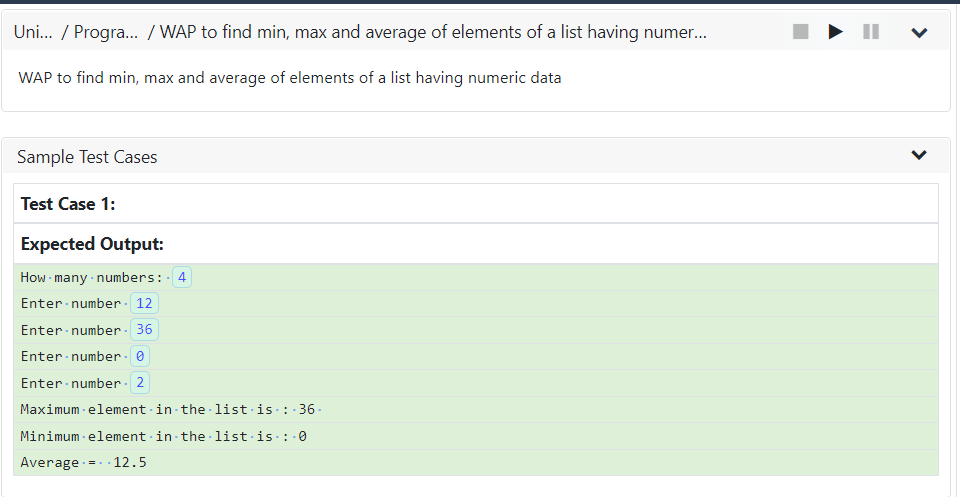 Uni... / Progra... / WAP to find min, max and average of elements of a list having numer...
WAP to find min, max and average of elements of a list having numeric data
Sample Test Cases
Test Case 1:
Expected Output:
How·many·numbers:·4
Enter·number·12
Enter·number·36
Enter·number·0
Enter·number·2
Maximum·element·in·the·list·is·:·36·
Minimum·element·in·the·list·is·:·0
Average·=··12.5